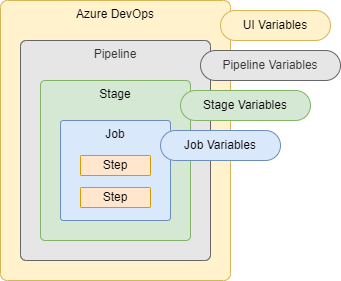 Azure DevOps
UI Variables
Pipeline
Pipeline Variables
Stage
Stage Variables
Job
Job Variables
Step
Step